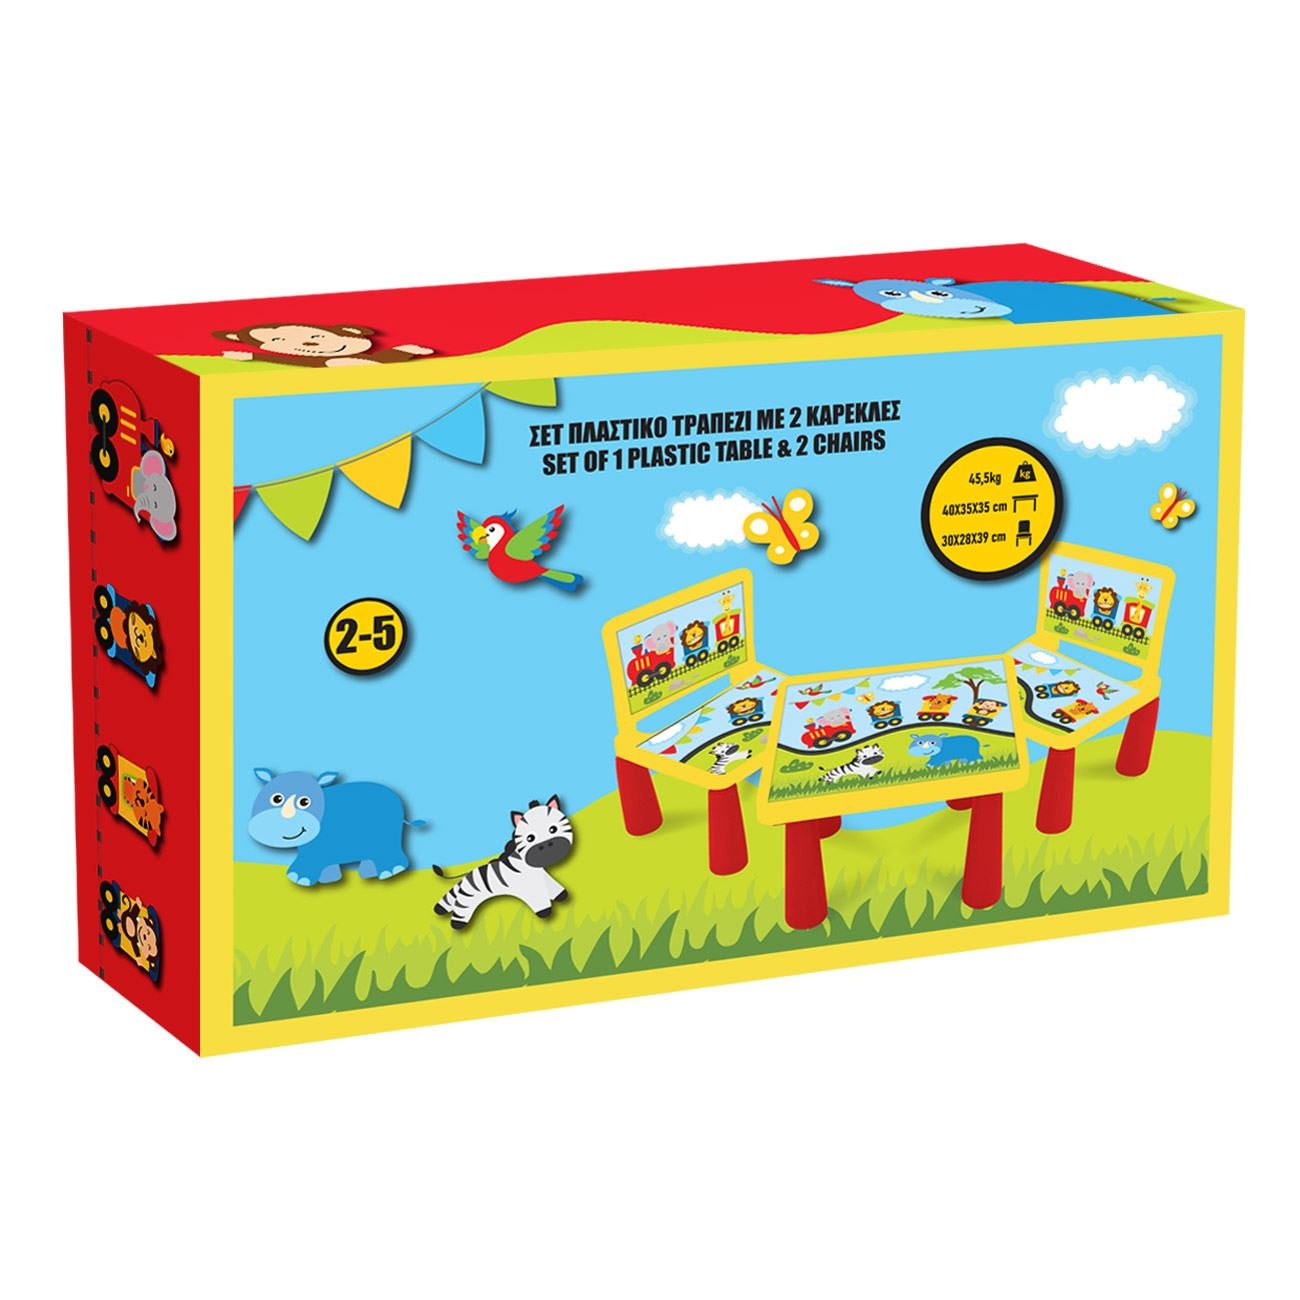 ΣΕΤ ΠΛΑΣΤΙΚΟ ΤΡΑΠΕΖΙ ΜΕ 2 ΚΑΡΕΚΛΕΣ
SET OF 1 PLASTIC TABLE & 2 CHAIRS
45,5kg kg
40X35X35 cm
30X28X39 cm
2-5